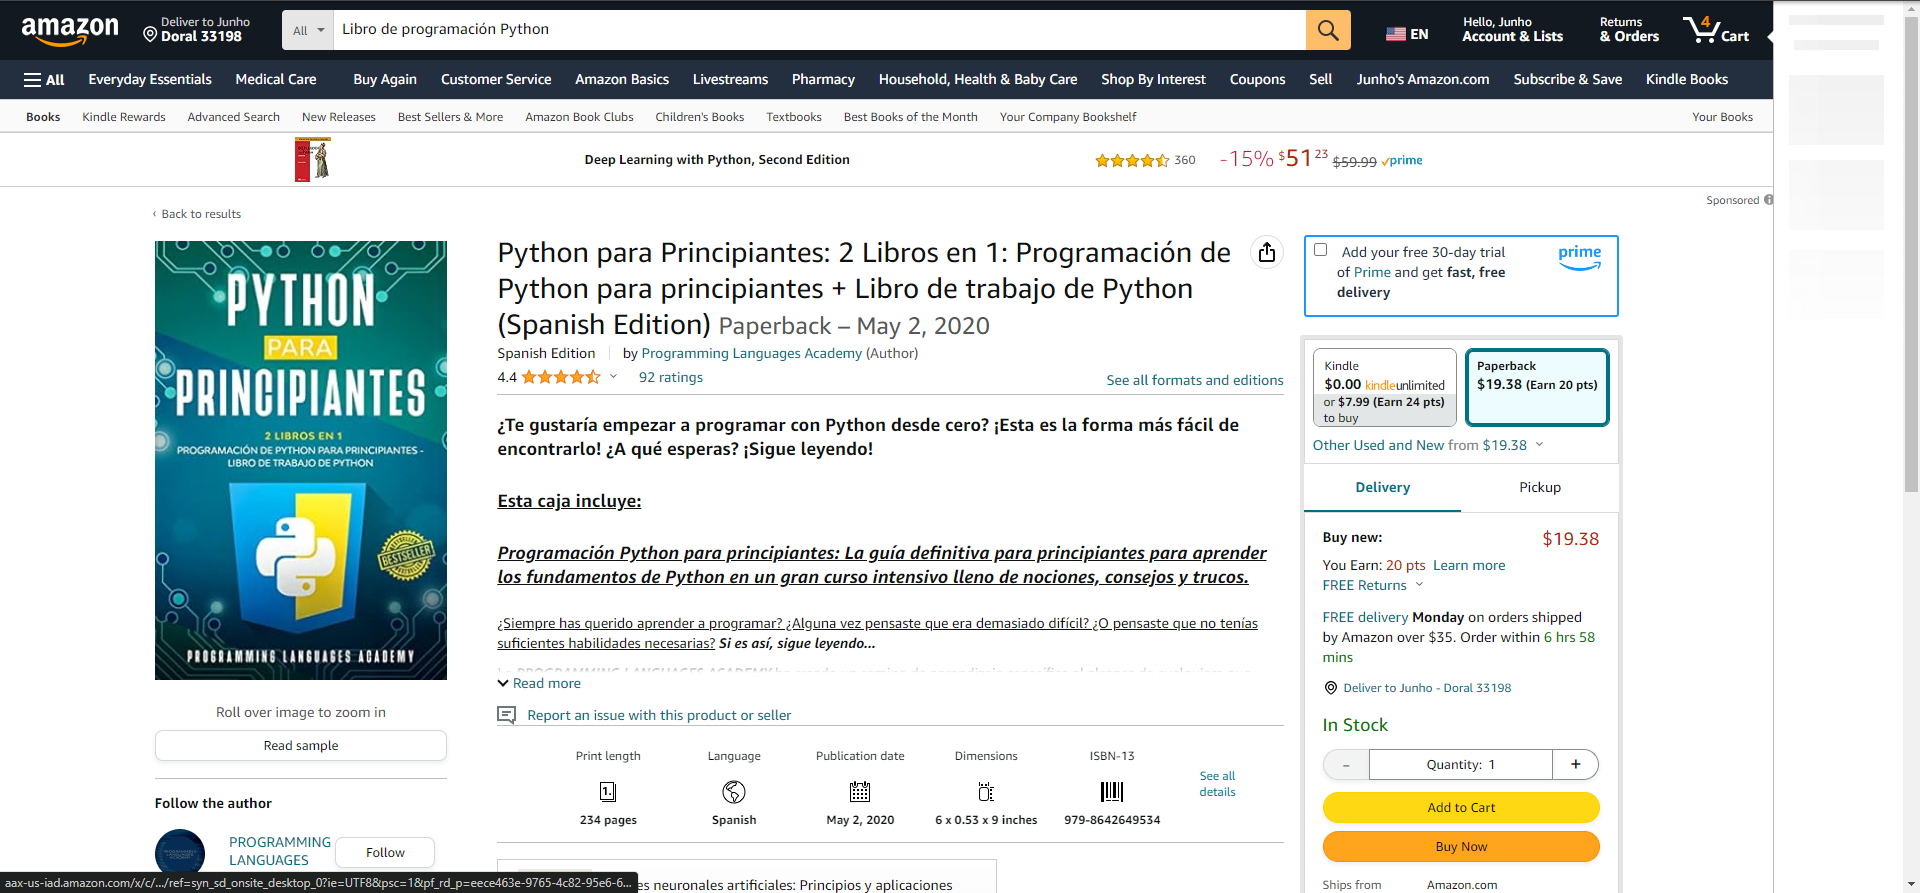 amazon
Deliver to Junho
Doral 33198
All
Libro de programación Python
EN
Hello, Junho
Account & Lists
Returns
& Orders
4
Cart
All
Everyday Essentials
Medical Care
Buy Again
Customer Service
Amazon Basics
Livestreams
Pharmacy
Household, Health & Baby Care
Shop By Interest
Coupons
Sell
Junho's Amazon.com
Subscribe & Save
Kindle Books
Books
Kindle Rewards
Advanced Search
New Releases
Best Sellers & More
Amazon Book Clubs
Children's Books
Textbooks
Best Books of the Month
Your Company Bookshelf
Your Books
Deep Learning with Python, Second Edition
360
-15% $51 23 $59.99 prime
Sponsored
‹ Back to results
PYTHON
PARA
PRINCIPIANTES
2 LIBROS EN 1
PROGRAMACIÓN DE PYTHON PARA PRINCIPIANTES -
LIBRO DE TRABAJO DE PYTHON
BESTSELLER
PROGRAMMING LANGUAGES ACADEMY
Roll over image to zoom in
Read sample
Follow the author
PROGRAMMING
LANGUAGES
Follow
Python para Principiantes: 2 Libros en 1: Programación de
Python para principiantes + Libro de trabajo de Python
(Spanish Edition) Paperback – May 2, 2020
Spanish Edition
by Programming Languages Academy (Author)
4.4
92 ratings
See all formats and editions
¿Te gustaría empezar a programar con Python desde cero? ¡Esta es la forma más fácil de
encontrarlo! ¿A qué esperas? ¡Sigue leyendo!
Esta caja incluye:
Programación Python para principiantes: La guía definitiva para principiantes para aprender
los fundamentos de Python en un gran curso intensivo lleno de nociones, consejos y trucos.
¿Siempre has querido aprender a programar? ¿Alguna vez pensaste que era demasiado difícil? ¿O pensaste que no tenías
suficientes habilidades necesarias? Si es así, sigue leyendo...
Read more
Report an issue with this product or seller
Print length
234 pages
Language
Spanish
Publication date
May 2, 2020
Dimensions
6 x 0.53 x 9 inches
ISBN-13
979-8642649534
See all
details
es neuronales artificiales: Principios y aplicaciones
Add your free 30-day trial
of Prime and get fast, free
delivery
prime
Kindle
$0.00 kindleunlimited
or $7.99 (Earn 24 pts)
to buy
Paperback
$19.38 (Earn 20 pts)
Other Used and New from $19.38
Delivery
Pickup
Buy new:
$19.38
You Earn: 20 pts Learn more
FREE Returns
FREE delivery Monday on orders shipped
by Amazon over $35. Order within 6 hrs 58
mins
Deliver to Junho - Doral 33198
In Stock
-
Quantity: 1
+
Add to Cart
Buy Now
Ships from
Amazon.com
aax-us-iad.amazon.com/x/c/.../ref=syn_sd_onsite_desktop_0?ie=UTF8&psc=1&pf_rd_p=eece463e-9765-4c82-95e6-6...